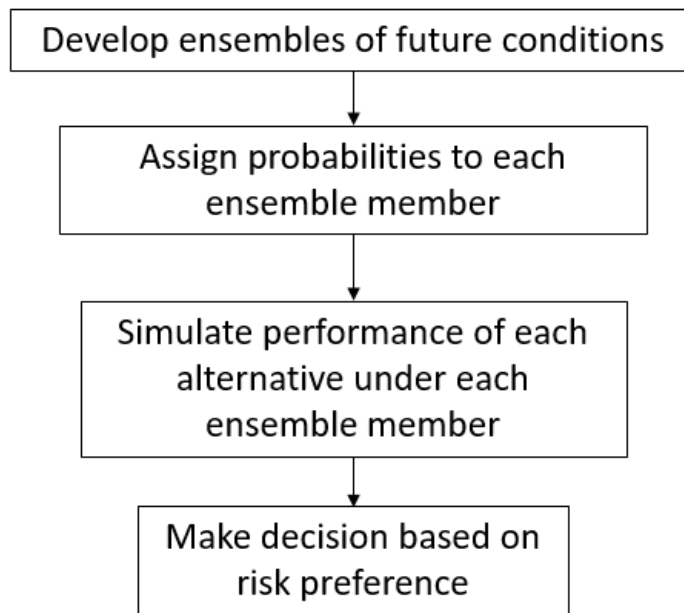 Develop ensembles of future conditions
Assign probabilities to each
ensemble member
Simulate performance of each
alternative under each
ensemble member
Make decision based on
risk preference